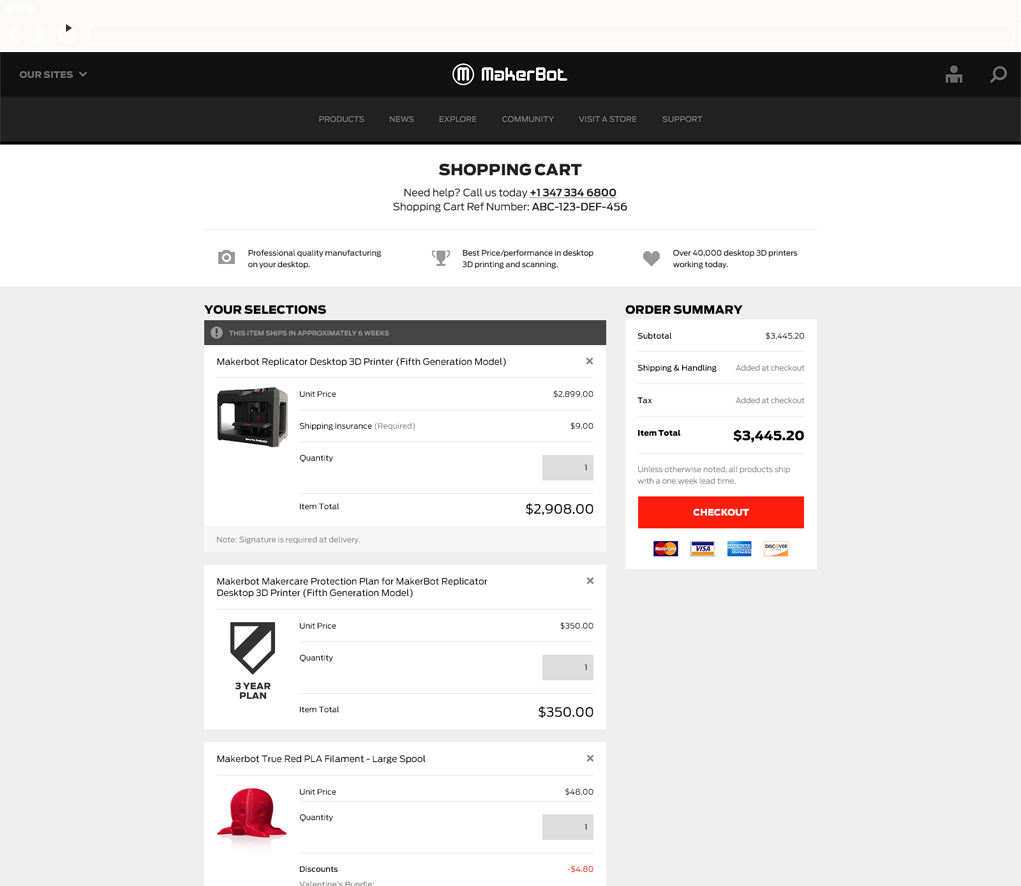 OUR SITES
MakerBot
PRODUCTS NEWS EXPLORE COMMUNITY VISIT A STORE SUPPORT
SHOPPING CART
Need help? Call us today +1 347 334 6800
Shopping Cart Ref Number: ABC-123-DEF-456
Professional quality manufacturing
on your desktop.
Best Price/performance in desktop
3D printing and scanning.
Over 40,000 desktop 3D printers
working today.
YOUR SELECTIONS
THIS ITEM SHIPS IN APPROXIMATELY 6 WEEKS
Makerbot Replicator Desktop 3D Printer (Fifth Generation Model)
Unit Price $2,899.00
Shipping Insurance (Required) $9.00
Quantity 1
Item Total $2,908.00
Note: Signature is required at delivery.
Makerbot Makercare Protection Plan for MakerBot Replicator
Desktop 3D Printer (Fifth Generation Model)
3 YEAR
PLAN
Unit Price $350.00
Quantity 1
Item Total $350.00
Makerbot True Red PLA Filament - Large Spool
Unit Price $48.00
Quantity 1
Discounts -$4.80
Valentine's Bundle:
ORDER SUMMARY
Subtotal $3,445.20
Shipping & Handling Added at checkout
Tax Added at checkout
Item Total $3,445.20
Unless otherwise noted, all products ship
with a one week lead time.
CHECKOUT
MasterCard VISA AMERICAN EXPRESS DISCOVER